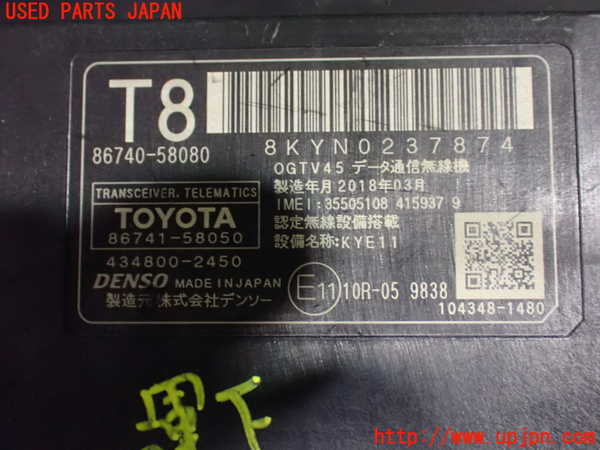 USED PARTS JAPAN
T8
86740-58080
8KYN0237874
OGTV45 データ通信無線機
製造年月 2018年03月
IMEI:35505108 415937 9
認定無線設備搭載
設備名称:KYE11
TRANSCEIVER, TELEMATICS
TOYOTA
86741-58050
434800-2450
DENSO MADE IN JAPAN
製造元 株式会社デンソー
E11 10R-05 9838
104348-1480
http://www.upjpn.com/